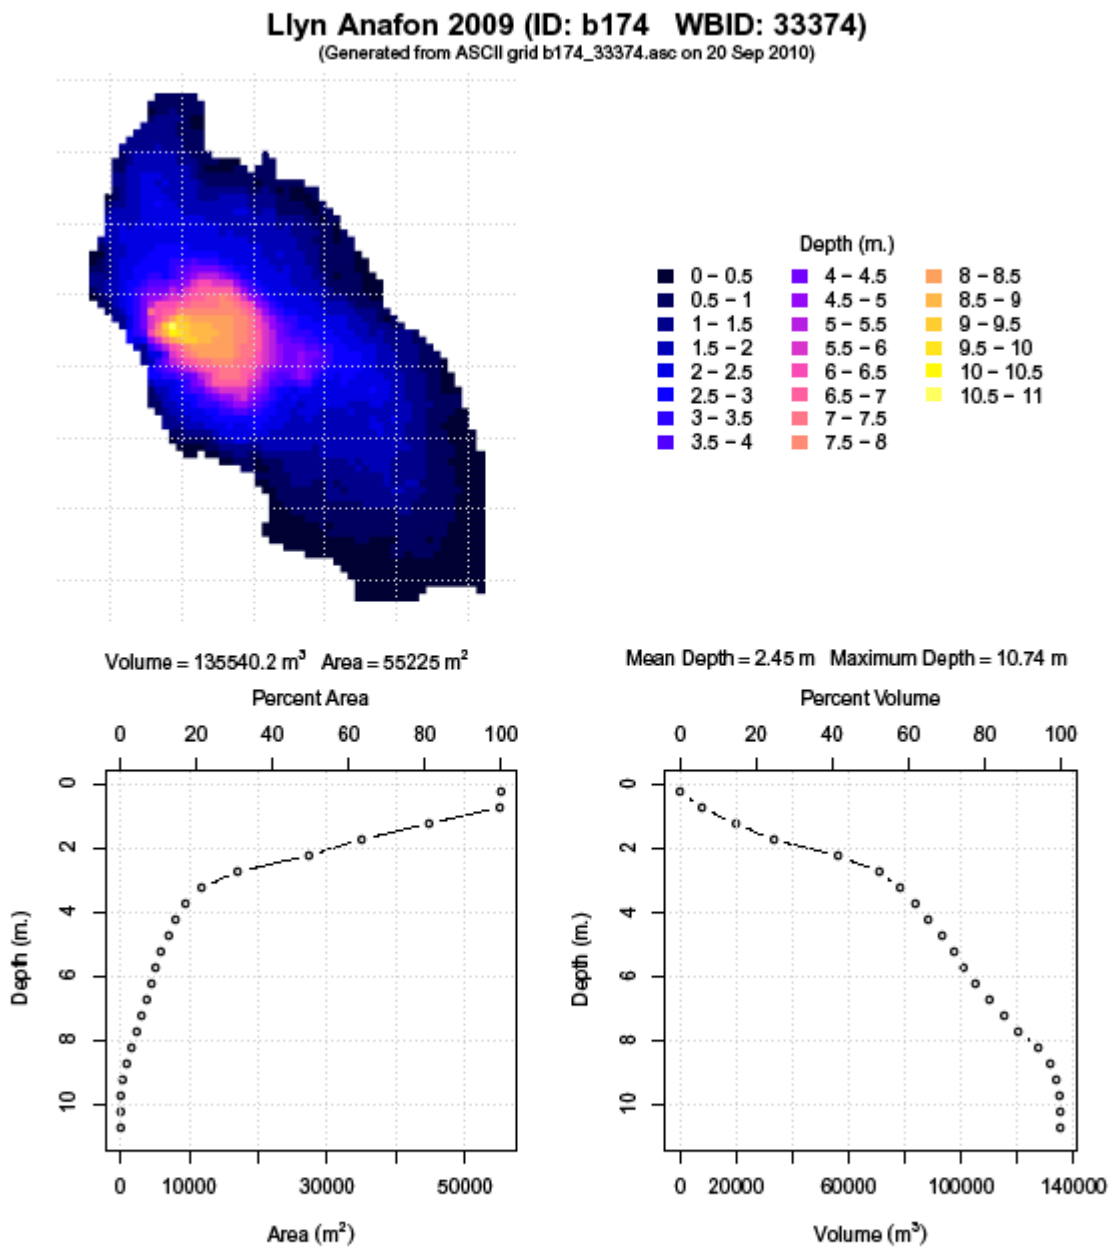 Llyn Anafon 2009 (ID: b174   WBID: 33374)
(Generated from ASCII grid b174_33374.asc on 20 Sep 2010)
Depth (m.)
0 – 0.5
0.5 – 1
1 – 1.5
1.5 – 2
2 – 2.5
2.5 – 3
3 – 3.5
3.5 – 4
4 – 4.5
4.5 – 5
5 – 5.5
5.5 – 6
6 – 6.5
6.5 – 7
7 – 7.5
7.5 – 8
8 – 8.5
8.5 – 9
9 – 9.5
9.5 – 10
10 – 10.5
10.5 – 11
Volume = 135540.2 m³   Area = 55225 m²
Mean Depth = 2.45 m   Maximum Depth = 10.74 m
Percent Area
0 20 40 60 80 100
Depth (m.)
0
2
4
6
8
10
0 10000 30000 50000
Area (m²)
Percent Volume
0 20 40 60 80 100
Depth (m.)
0
2
4
6
8
10
0 20000 60000 100000 140000
Volume (m³)